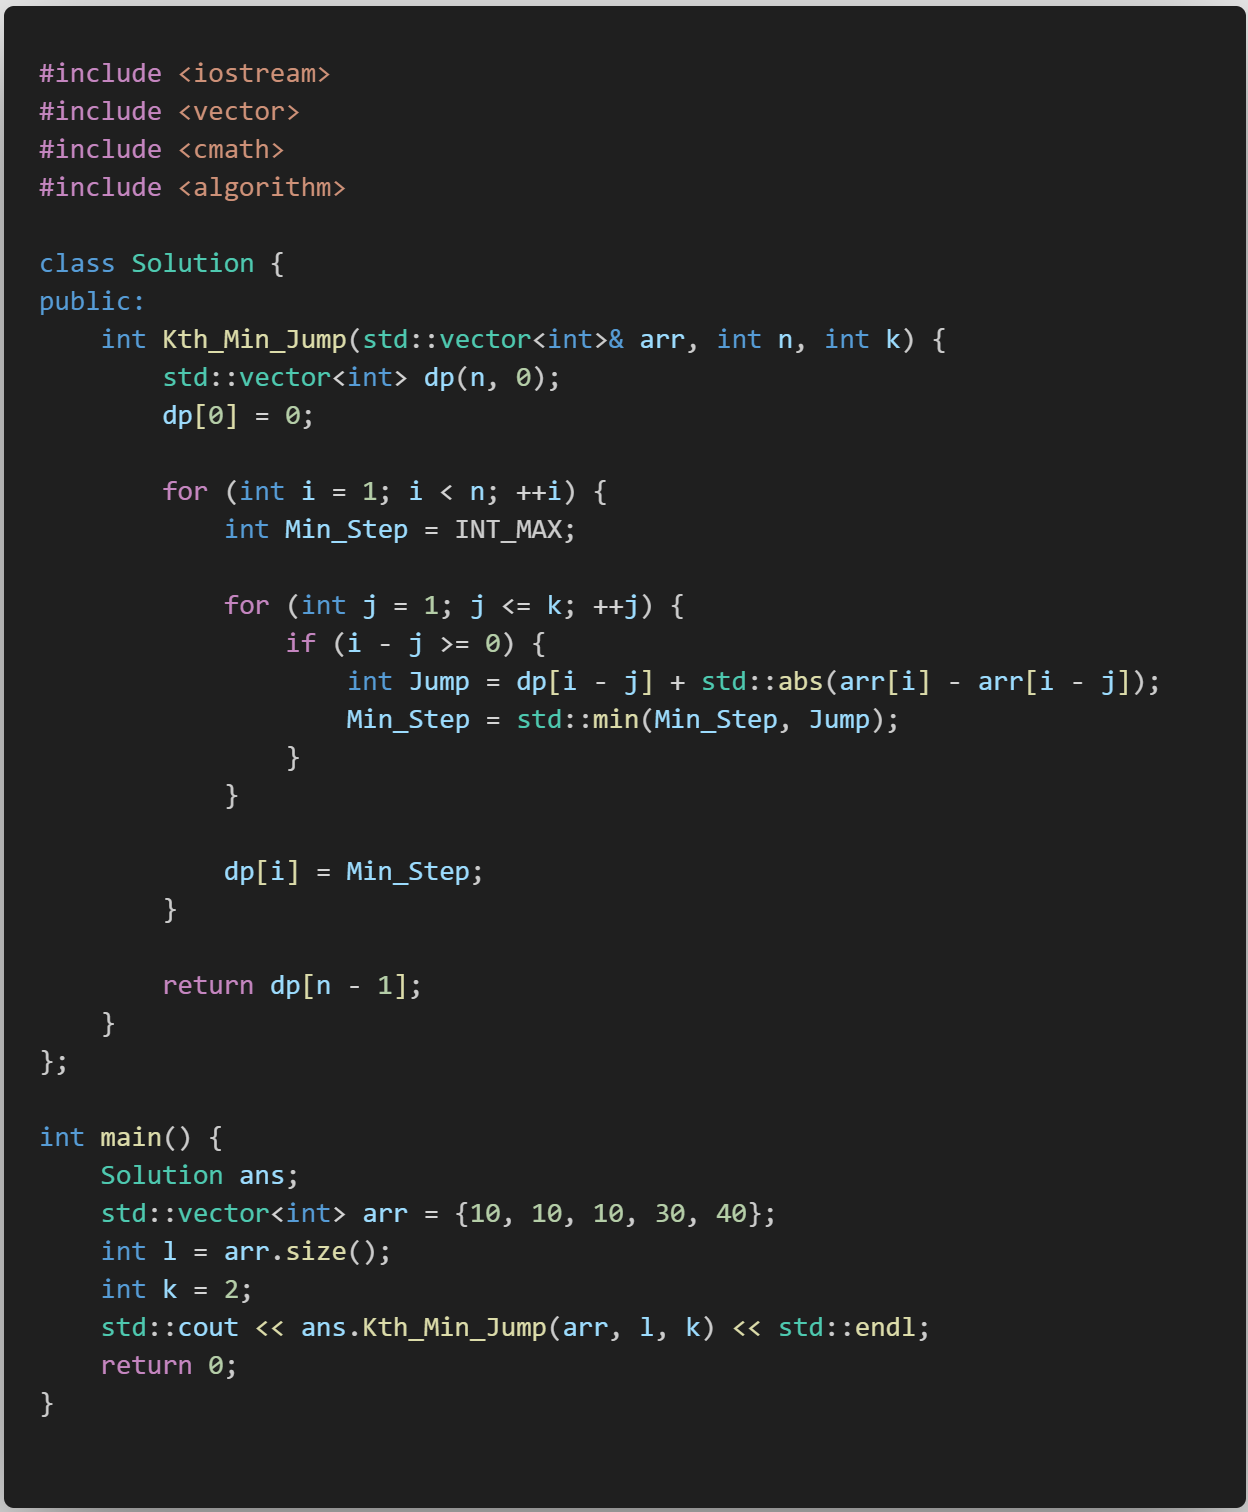 #include <iostream>
#include <vector>
#include <cmath>
#include <algorithm>

class Solution {
public:
    int Kth_Min_Jump(std::vector<int>& arr, int n, int k) {
        std::vector<int> dp(n, 0);
        dp[0] = 0;

        for (int i = 1; i < n; ++i) {
            int Min_Step = INT_MAX;

            for (int j = 1; j <= k; ++j) {
                if (i - j >= 0) {
                    int Jump = dp[i - j] + std::abs(arr[i] - arr[i - j]);
                    Min_Step = std::min(Min_Step, Jump);
                }
            }

            dp[i] = Min_Step;
        }

        return dp[n - 1];
    }
};

int main() {
    Solution ans;
    std::vector<int> arr = {10, 10, 10, 30, 40};
    int l = arr.size();
    int k = 2;
    std::cout << ans.Kth_Min_Jump(arr, l, k) << std::endl;
    return 0;
}